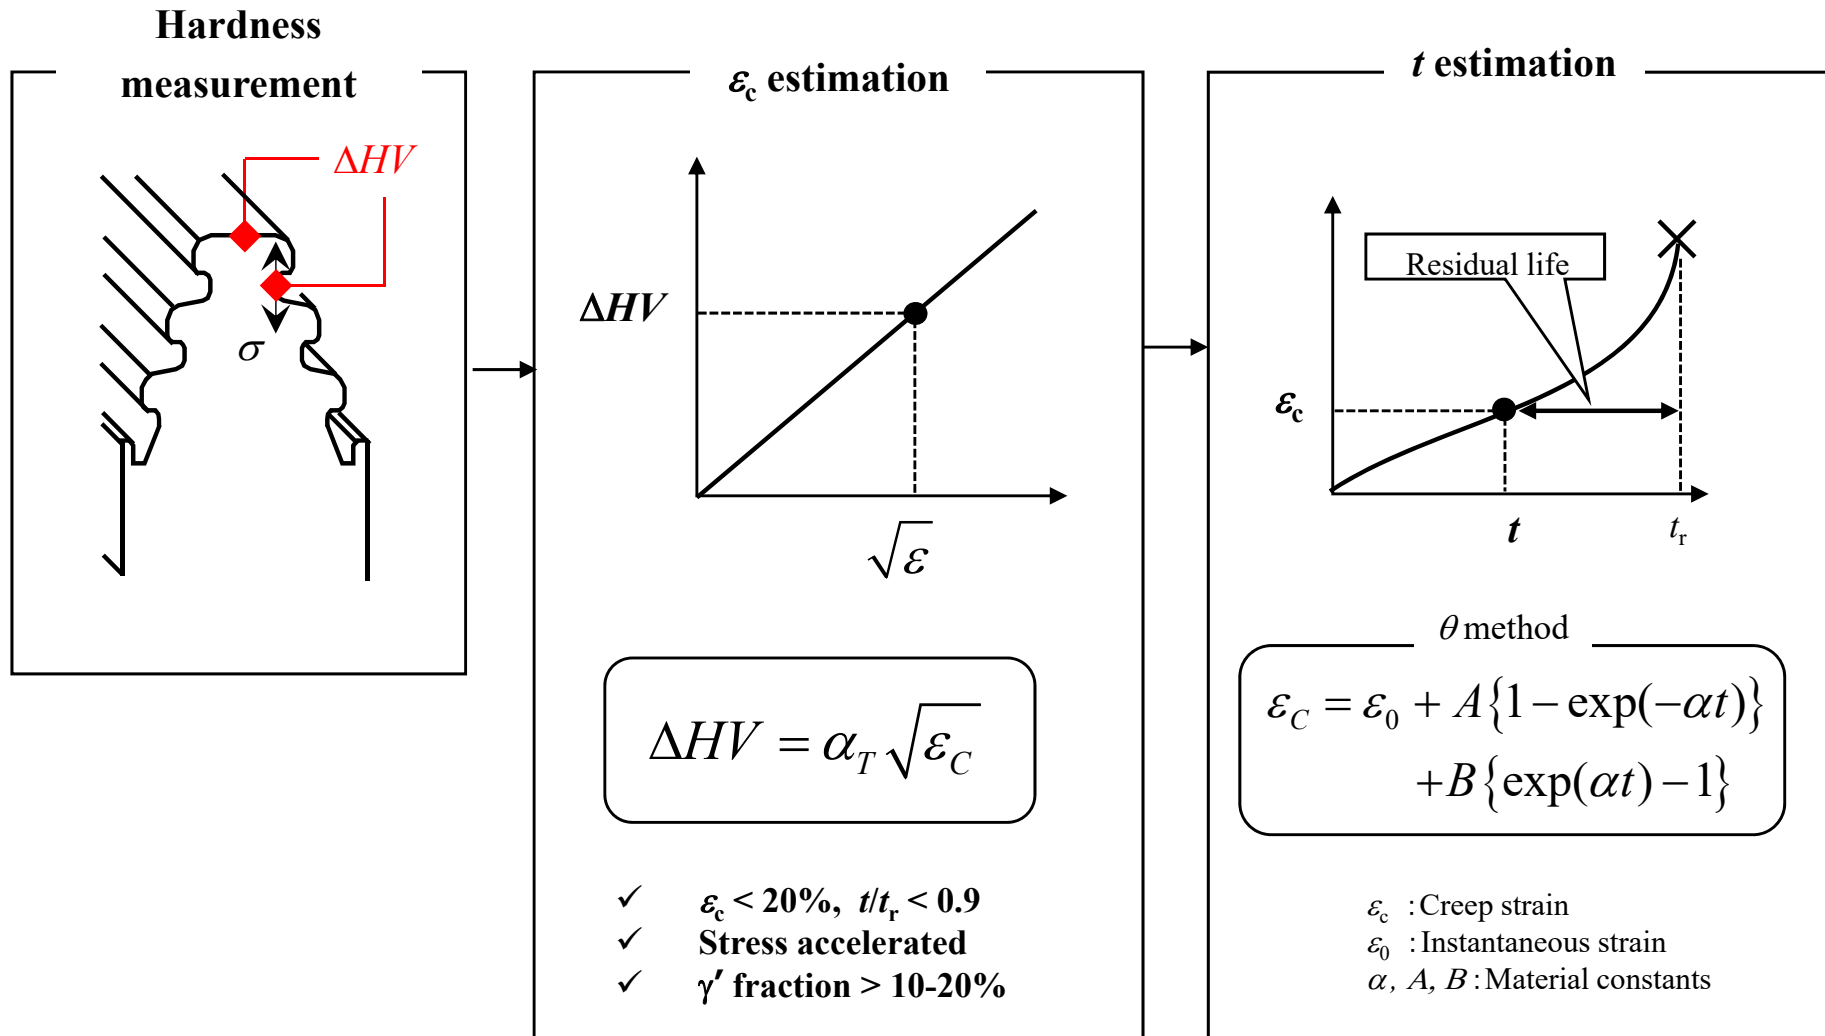 Hardness
measurement
ΔHV
σ
ε_c estimation
ΔHV
√ε
ΔHV = α_T √ε_C
✓ ε_c < 20%, t/t_r < 0.9
✓ Stress accelerated
✓ γ′ fraction > 10-20%
t estimation
Residual life
ε_c
t
t_r
θ method
ε_C = ε_0 + A{1 − exp(−αt)}
+B{exp(αt) − 1}
ε_c : Creep strain
ε_0 : Instantaneous strain
α, A, B : Material constants